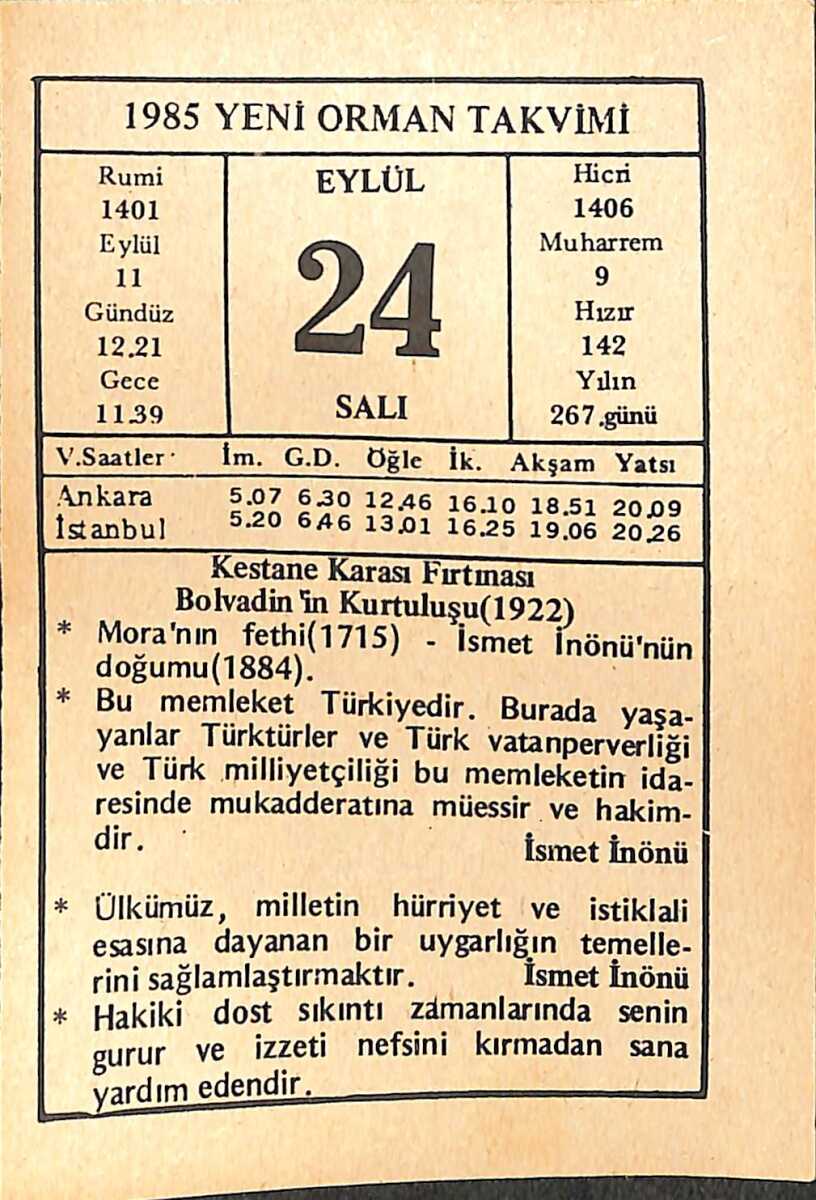 1985 YENİ ORMAN TAKVİMİ
Rumi
1401
Eylül
11
Gündüz
12.21
Gece
11.39
EYLÜL
24
SALI
Hicri
1406
Muharrem
9
Hızır
142
Yılın
267.günü
V.Saatler İm. G.D. Öğle İk. Akşam Yatsı
Ankara 5.07 6.30 12.46 16.10 18.51 20.09
İstanbul 5.20 6.46 13.01 16.25 19.06 20.26
Kestane Karası Fırtınası
Bolvadin'in Kurtuluşu(1922)
* Mora'nın fethi(1715) - İsmet İnönü'nün
doğumu(1884).
* Bu memleket Türkiyedir. Burada yaşa-
yanlar Türktürler ve Türk vatanperverliği
ve Türk milliyetçiliği bu memleketin ida-
resinde mukadderatına müessir ve hakim-
dir.
İsmet İnönü
* Ülkümüz, milletin hürriyet ve istiklali
esasına dayanan bir uygarlığın temelle-
rini sağlamlaştırmaktır. İsmet İnönü
* Hakiki dost sıkıntı zamanlarında senin
gurur ve izzeti nefsini kırmadan sana
yardım edendir.